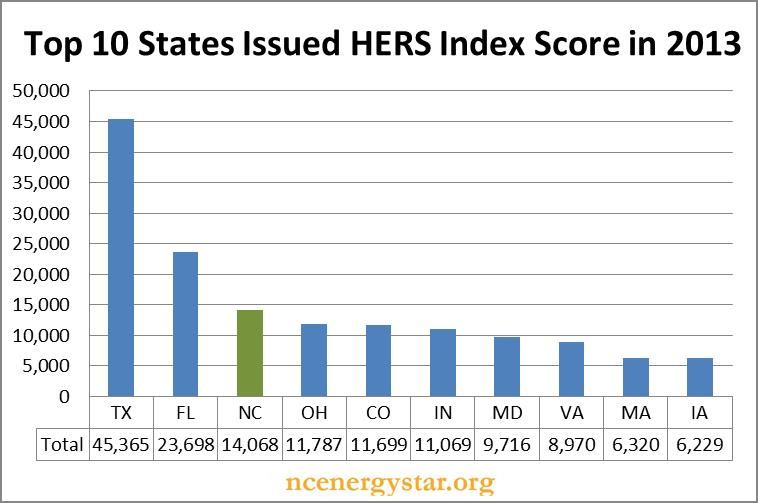 Top 10 States Issued HERS Index Score in 2013
50,000
45,000
40,000
35,000
30,000
25,000
20,000
15,000
10,000
5,000
0
TX FL NC OH CO IN MD VA MA IA
Total 45,365 23,698 14,068 11,787 11,699 11,069 9,716 8,970 6,320 6,229
ncenergystar.org